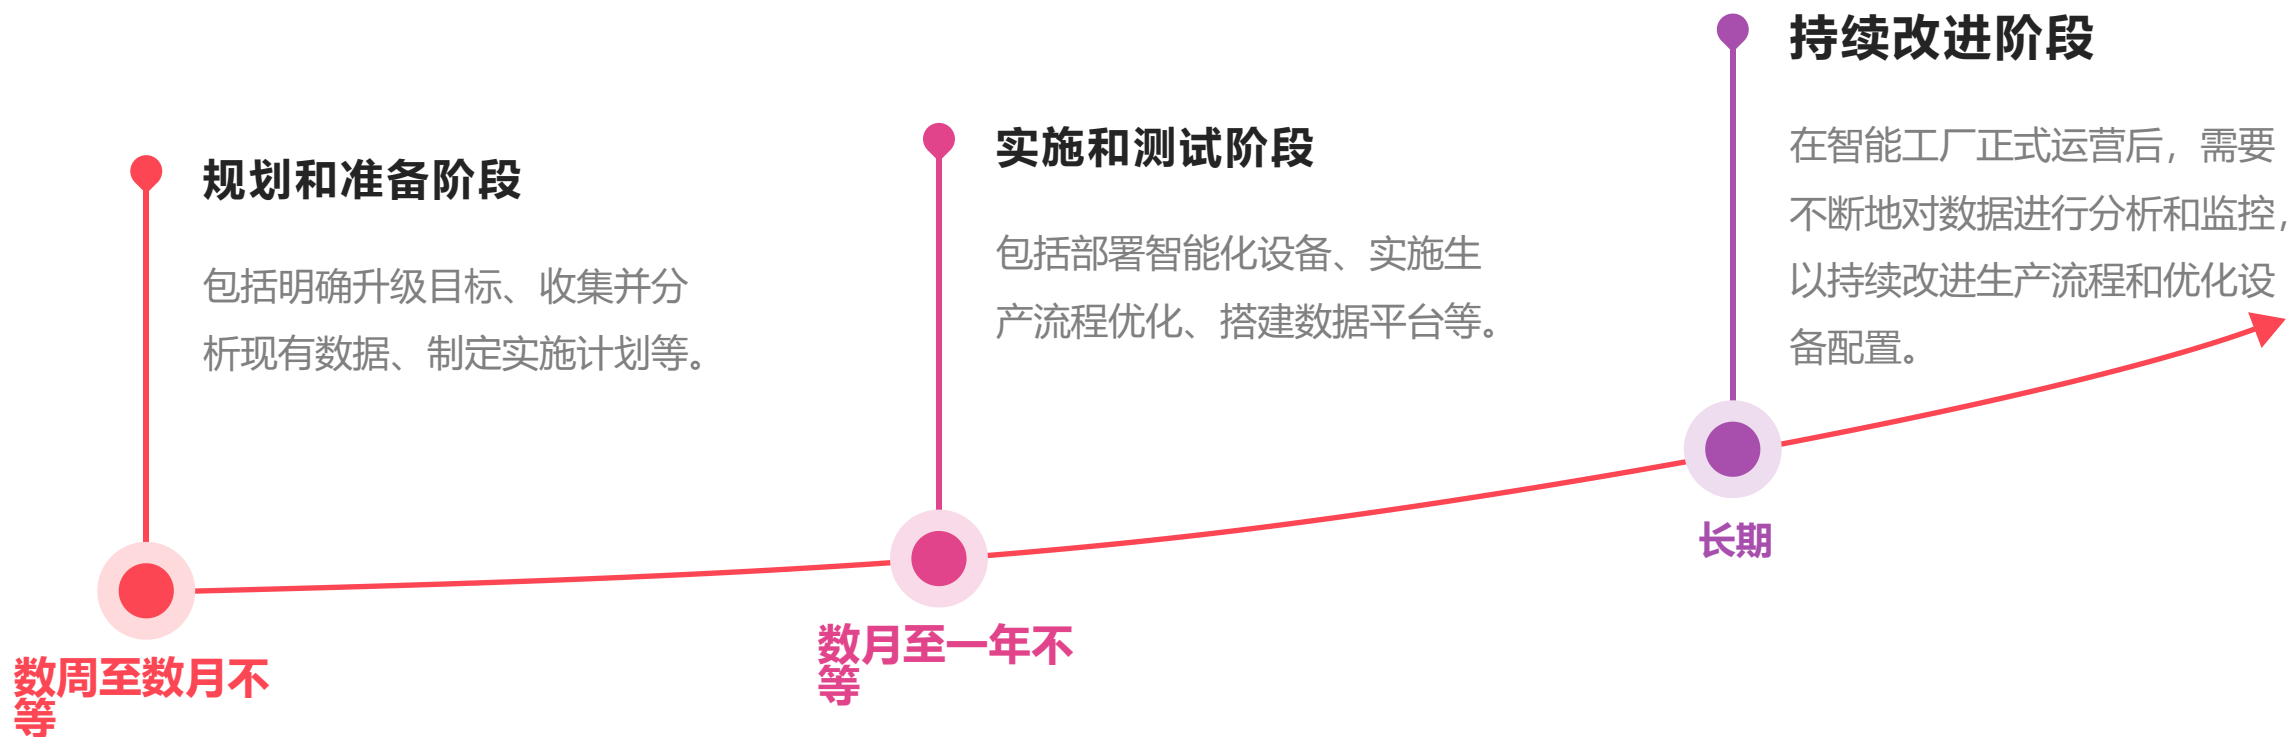 规划和准备阶段
包括明确升级目标、收集并分
析现有数据、制定实施计划等。
数周至数月不
等
实施和测试阶段
包括部署智能化设备、实施生
产流程优化、搭建数据平台等。
数月至一年不
等
持续改进阶段
在智能工厂正式运营后，需要
不断地对数据进行分析和监控，
以持续改进生产流程和优化设
备配置。
长期